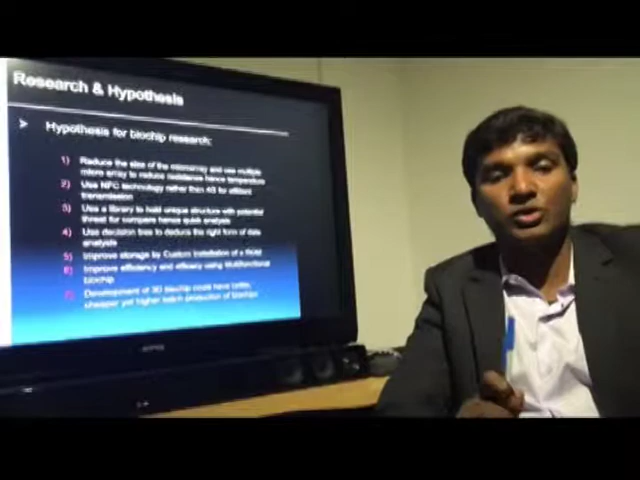 Research & Hypothesis
Hypothesis for biochip research:
1) Reduce the size of the microarray and use multiple
micro array to reduce resistance hence temperature
2) Use NFC technology rather than 4G for efficient
transmission
3) Use a library to hold unique structure with potential
threat for compare hence quick analysis
4) Use decision tree to deduce the right form of data
analysis
5) Improve storage by Custom installation of a
6) Improve efficiency and efficacy using Multifunctional
biochip
7) Development of 3D biochip could have better,
cheaper yet higher batch production of biochips